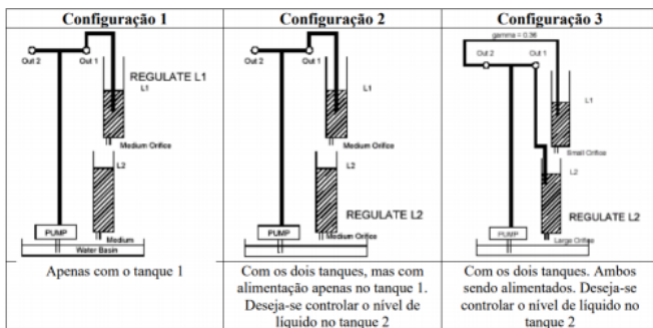 Configuração 1
Out 2
Out 1
REGULATE L1
L1
Medium Orifice
L2
PUMP
Medium
Water Basin
Apenas com o tanque 1
Configuração 2
Out 2
Out 1
L1
Medium Orifice
L2
REGULATE L2
PUMP
Medium Orifice
Com os dois tanques, mas com
alimentação apenas no tanque 1.
Deseja-se controlar o nível de
líquido no tanque 2
Configuração 3
gamma = 0.36
Out 2
Out 1
L1
Small Orifice
L2
REGULATE L2
PUMP
Large Orifice
Com os dois tanques. Ambos
sendo alimentados. Deseja-se
controlar o nível de líquido no
tanque 2